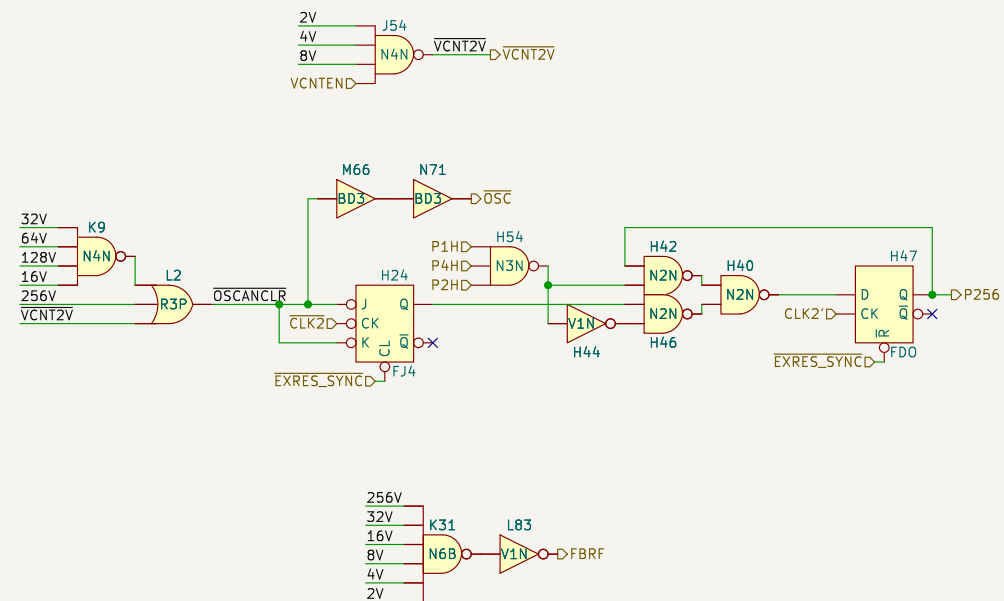 2V
J54
4V
N4N
VCNT2V
VCNT2V
8V
VCNTEN
M66
N71
BD3
BD3
OSC
32V
K9
64V
N4N
128V
16V
L2
256V
R3P
OSCANCLR
VCNT2V
H24
J
Q
CLK2
CK
K
Q
CL
FJ4
EXRES_SYNC
P1H
H54
P4H
N3N
P2H
H42
N2N
H40
N2N
N2N
V1N
H44
H46
H47
D
Q
P256
CLK2'
CK
Q
R
FDO
EXRES_SYNC
256V
32V
K31
L83
16V
N6B
V1N
FBRF
8V
4V
2V